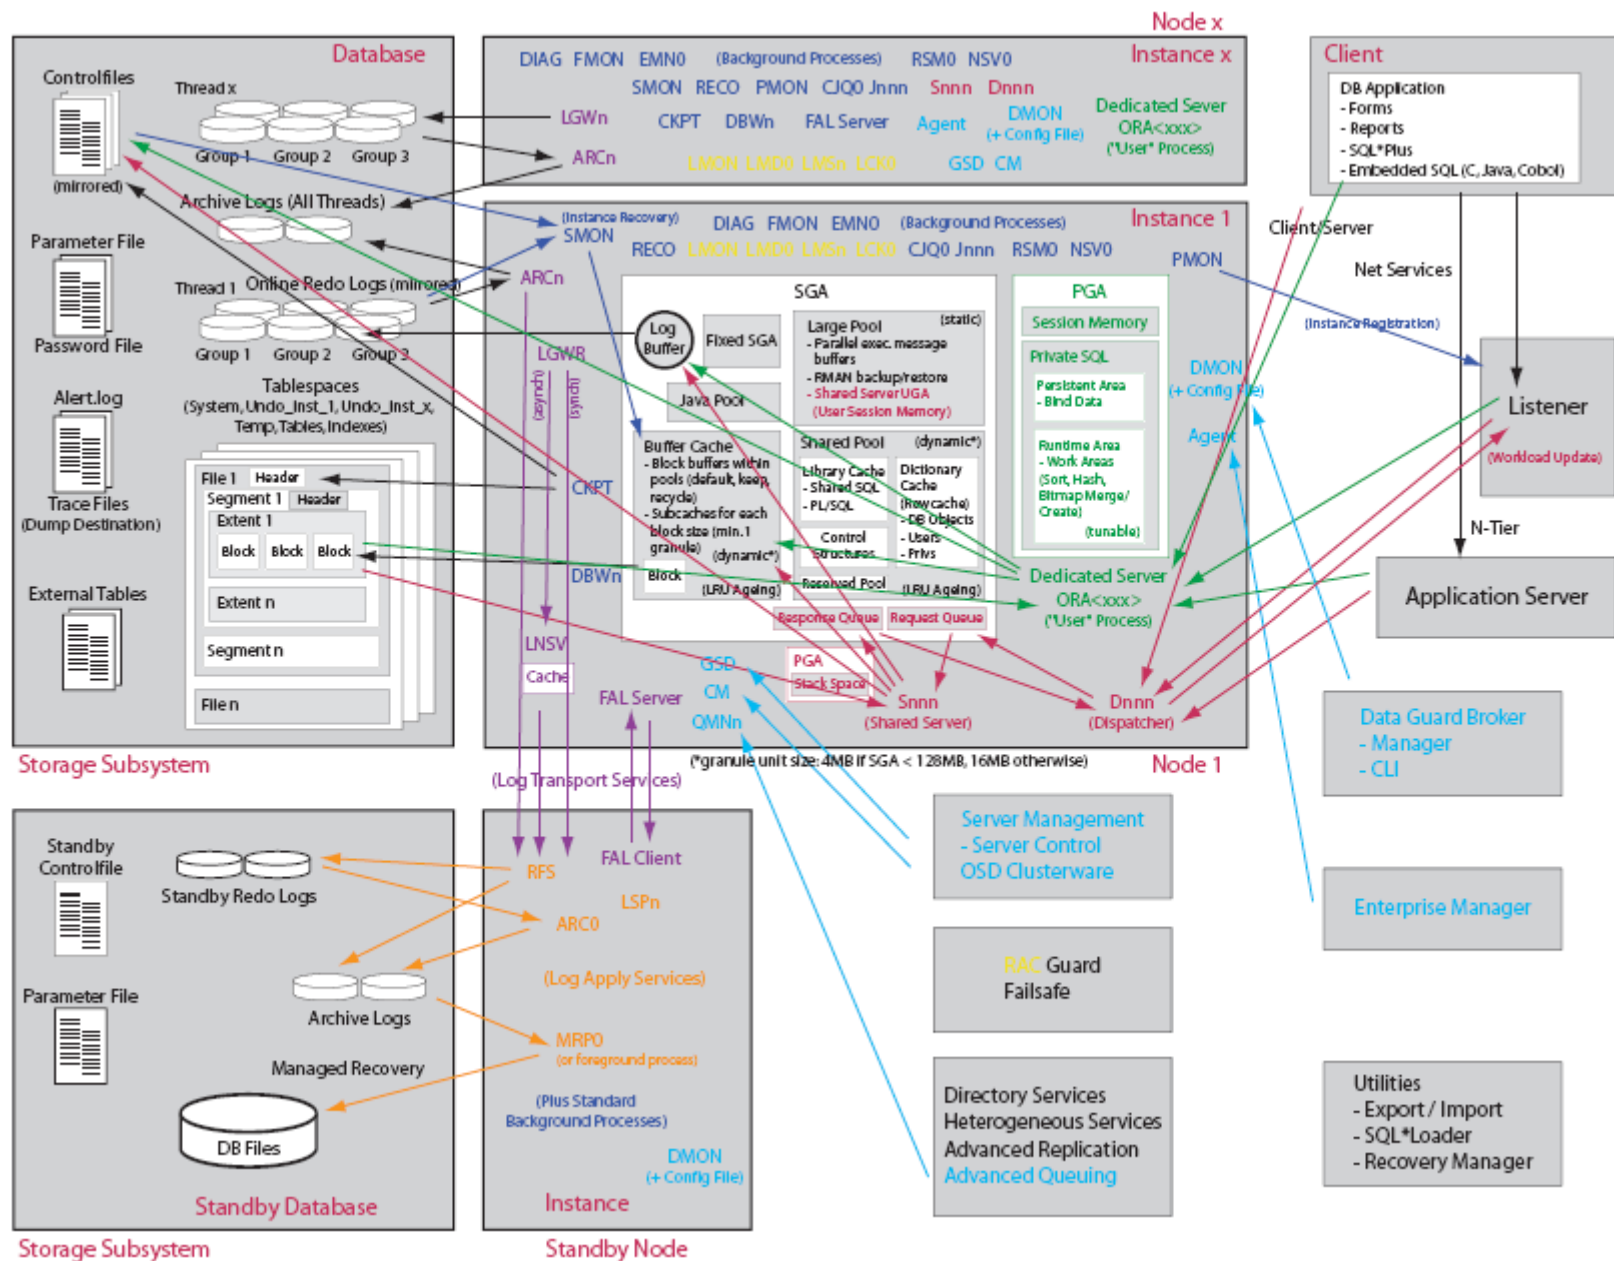 Node x
Database
Controlfiles
(mirrored)
Thread x
Group 1
Group 2
Group 3
Archive Logs (All Threads)
Parameter File
Password File
Thread 1
Online Redo Logs (mirrored)
Group 1
Group 2
Group 3
Alert.log
Trace Files
(Dump Destination)
Tablespaces
(System, Undo_Inst_1, Undo_Inst_x,
Temp, Tables, Indexes)
File 1
Header
Segment 1
Header
Extent 1
Block
Block
Block
Extent n
Segment n
File n
External Tables
Storage Subsystem
Instance x
DIAG FMON EMN0 (Background Processes) RSM0 NSV0
SMON RECO PMON CJQ0 Jnnn Snnn Dnnn
LGWn
CKPT DBWn FAL Server Agent
DMON
(+ Config File)
Dedicated Sever
ORA<xxx>
("User" Process)
ARCn
LMON LMD0 LMSn LCK0
GSD CM
Instance 1
(Instance Recovery)
SMON
DIAG FMON EMN0 (Background Processes)
RECO LMON LMD0 LMSn LCK0 CJQ0 Jnnn RSM0 NSV0
PMON
ARCn
SGA
Log
Buffer
Fixed SGA
Java Pool
Large Pool
(static)
- Parallel exec. message
buffers
- RMAN backup/restore
- Shared Server UGA
(User Session Memory)
LGWR
(asynch)
(synch)
Buffer Cache
- Block buffers within
pools (default, keep,
recycle)
- Subcaches for each
block size (min.1
granule)
(dynamic*)
Block
(LRU Ageing)
Shared Pool
(dynamic*)
Library Cache
- Shared SQL
- PL/SQL
Control
Structures
Dictionary
Cache
(Rowcache)
- DB Objects
- Users
- Privs
Reserved Pool
(LRU Ageing)
Response Queue
Request Queue
CKPT
DBWn
PGA
Session Memory
Private SQL
Persistent Area
- Bind Data
Runtime Area
- Work Areas
(Sort, Hash,
Bitmap Merge/
Create)
(tunable)
Dedicated Server
ORA<xxx>
("User" Process)
DMON
(+ Config File)
Agent
LNSV
Cache
FAL Server
GSD
CM
QMNn
PGA
Stack Space
Snnn
(Shared Server)
Dnnn
(Dispatcher)
(*granule unit size: 4MB if SGA < 128MB, 16MB otherwise)
Node 1
(Log Transport Services)
Client
DB Application
- Forms
- Reports
- SQL*Plus
- Embedded SQL (C, Java, Cobol)
Client/Server
Net Services
(Instance Registration)
Listener
(Workload Update)
N-Tier
Application Server
Data Guard Broker
- Manager
- CLI
Enterprise Manager
Utilities
- Export / Import
- SQL*Loader
- Recovery Manager
Server Management
- Server Control
OSD Clusterware
RAC Guard
Failsafe
Directory Services
Heterogeneous Services
Advanced Replication
Advanced Queuing
Standby
Controlfile
Standby Redo Logs
Parameter File
Archive Logs
Managed Recovery
DB Files
Standby Database
Storage Subsystem
RFS
FAL Client
LSPn
ARC0
(Log Apply Services)
MRP0
(or foreground process)
(Plus Standard
Background Processes)
DMON
(+ Config File)
Instance
Standby Node